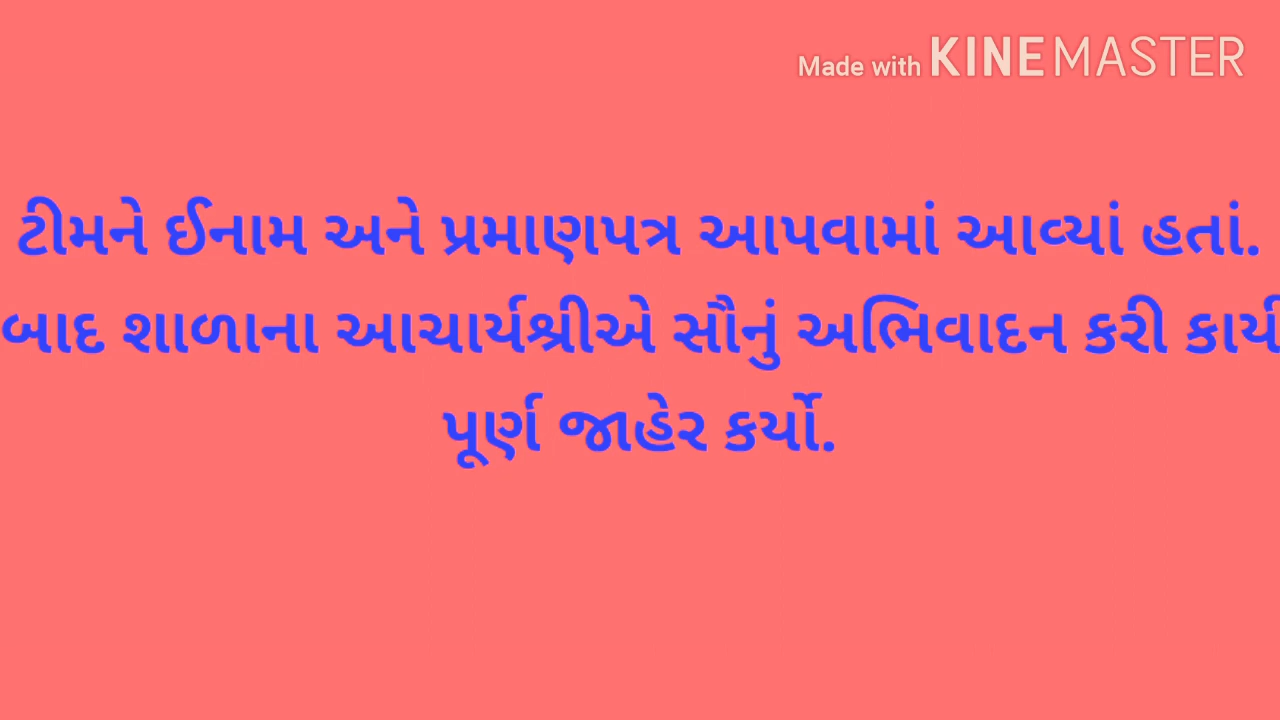 Made with KINEMASTER
ટીમને ઈનામ અને પ્રમાણપત્ર આપવામાં આવ્યાં હતાં.
બાદ શાળાના આચાર્યશ્રીએ સૌનું અભિવાદન કરી
પૂર્ણ જાહેર કર્યો.